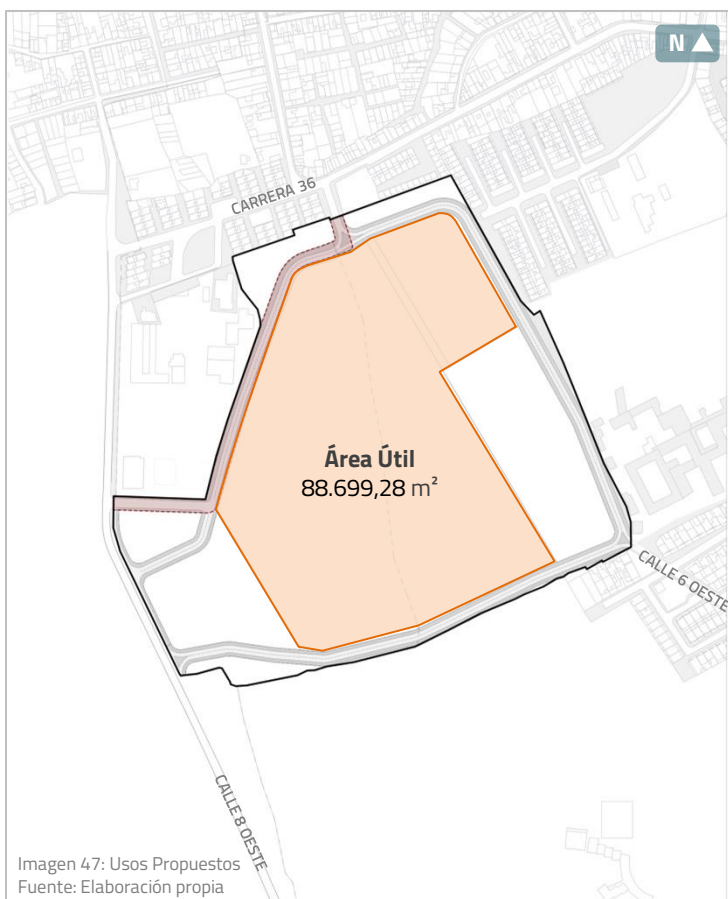 N
CARRERA 36
Área Útil
88.699,28 m²
CALLE 6 OESTE
CALLE 8 OESTE
Imagen 47: Usos Propuestos
Fuente: Elaboración propia